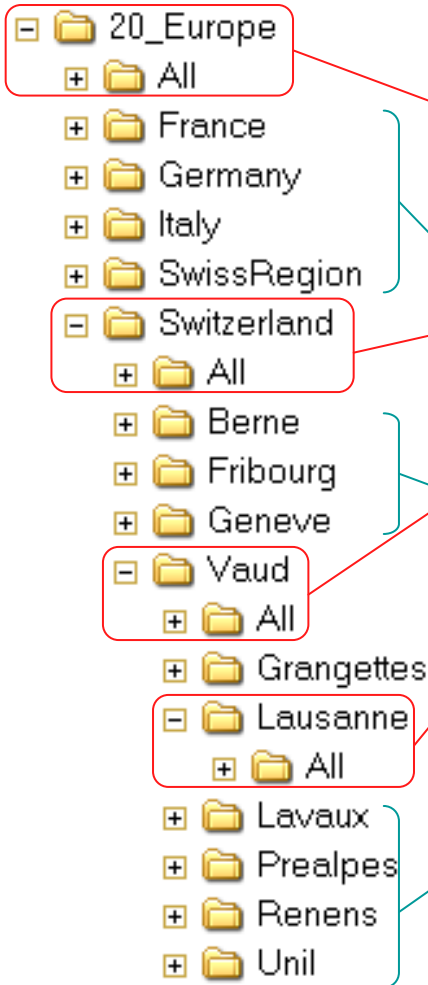 20_Europe
All
France
Germany
Italy
SwissRegion
Switzerland
All
Berne
Fribourg
Geneve
Vaud
All
Grangettes
Lausanne
All
Lavaux
Prealpes
Renens
Unil